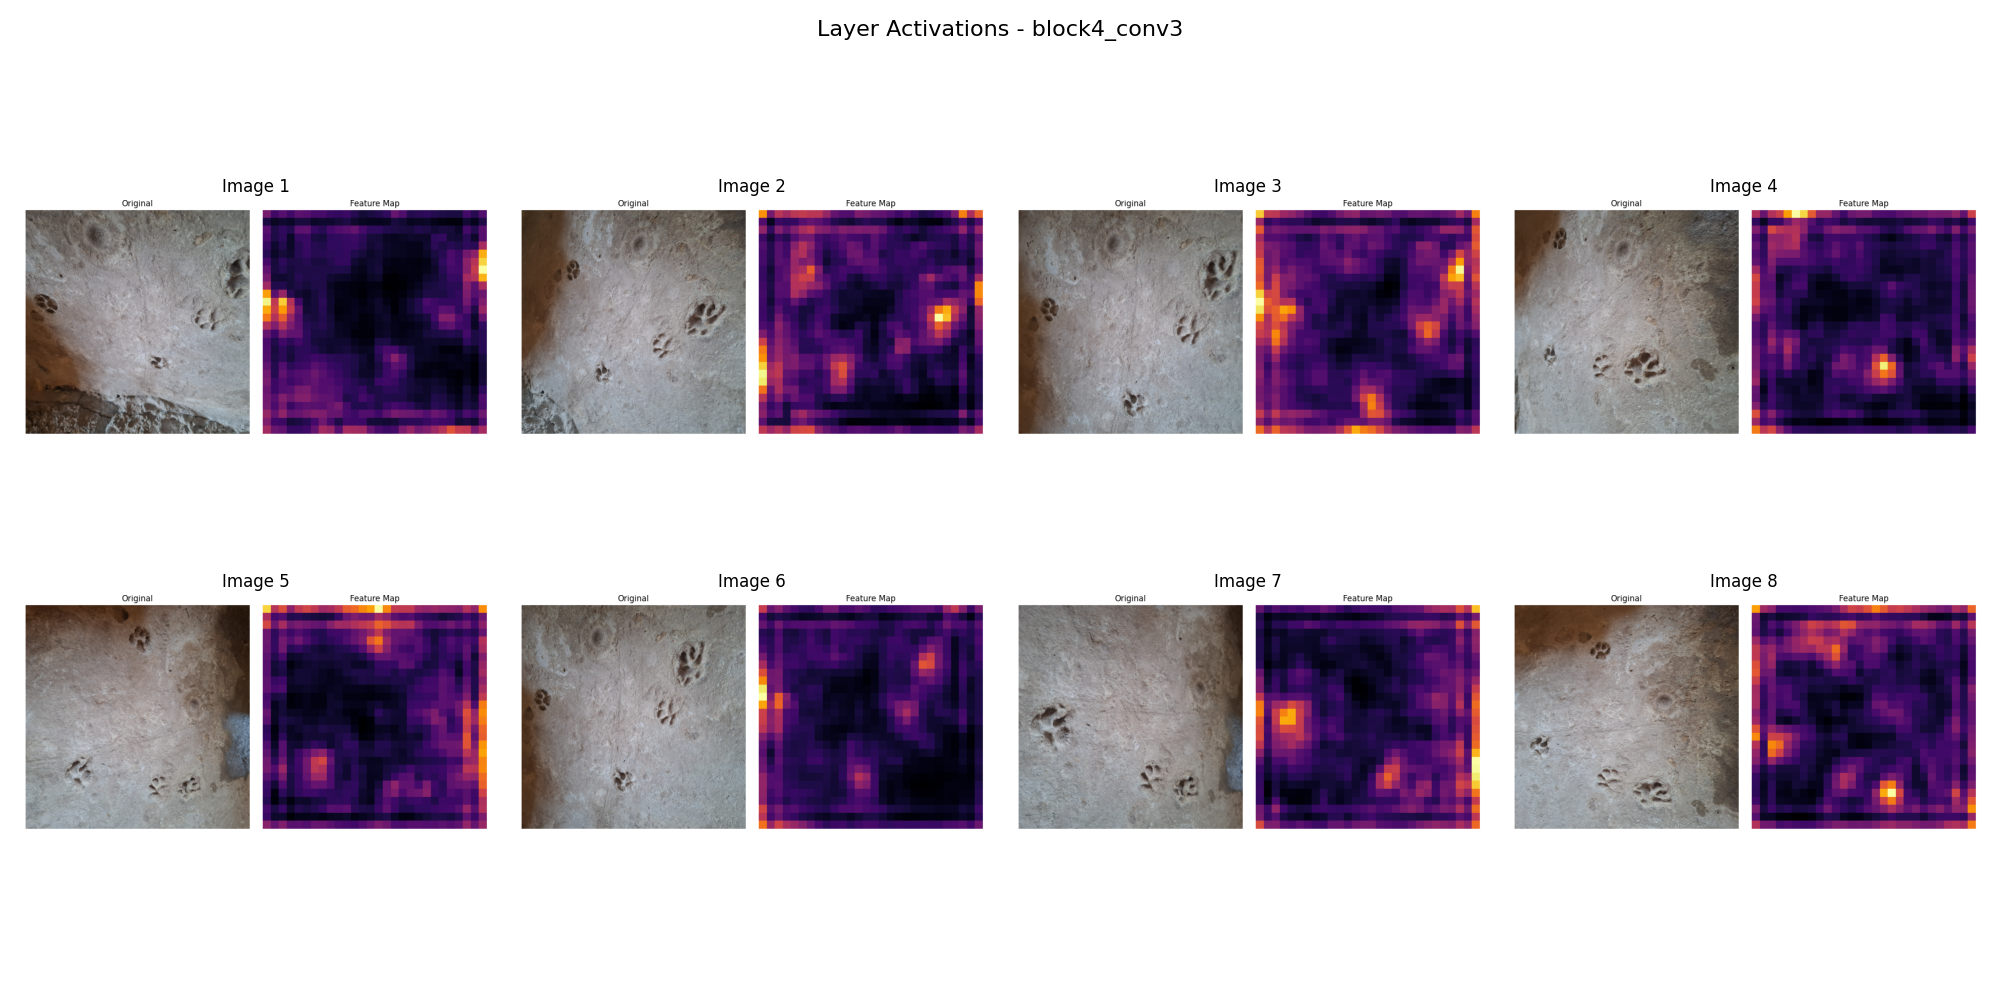 Layer Activations - block4_conv3
Image 1
Image 2
Image 3
Image 4
Original
Feature Map
Original
Feature Map
Original
Feature Map
Original
Feature Map
Image 5
Image 6
Image 7
Image 8
Original
Feature Map
Original
Feature Map
Original
Feature Map
Original
Feature Map